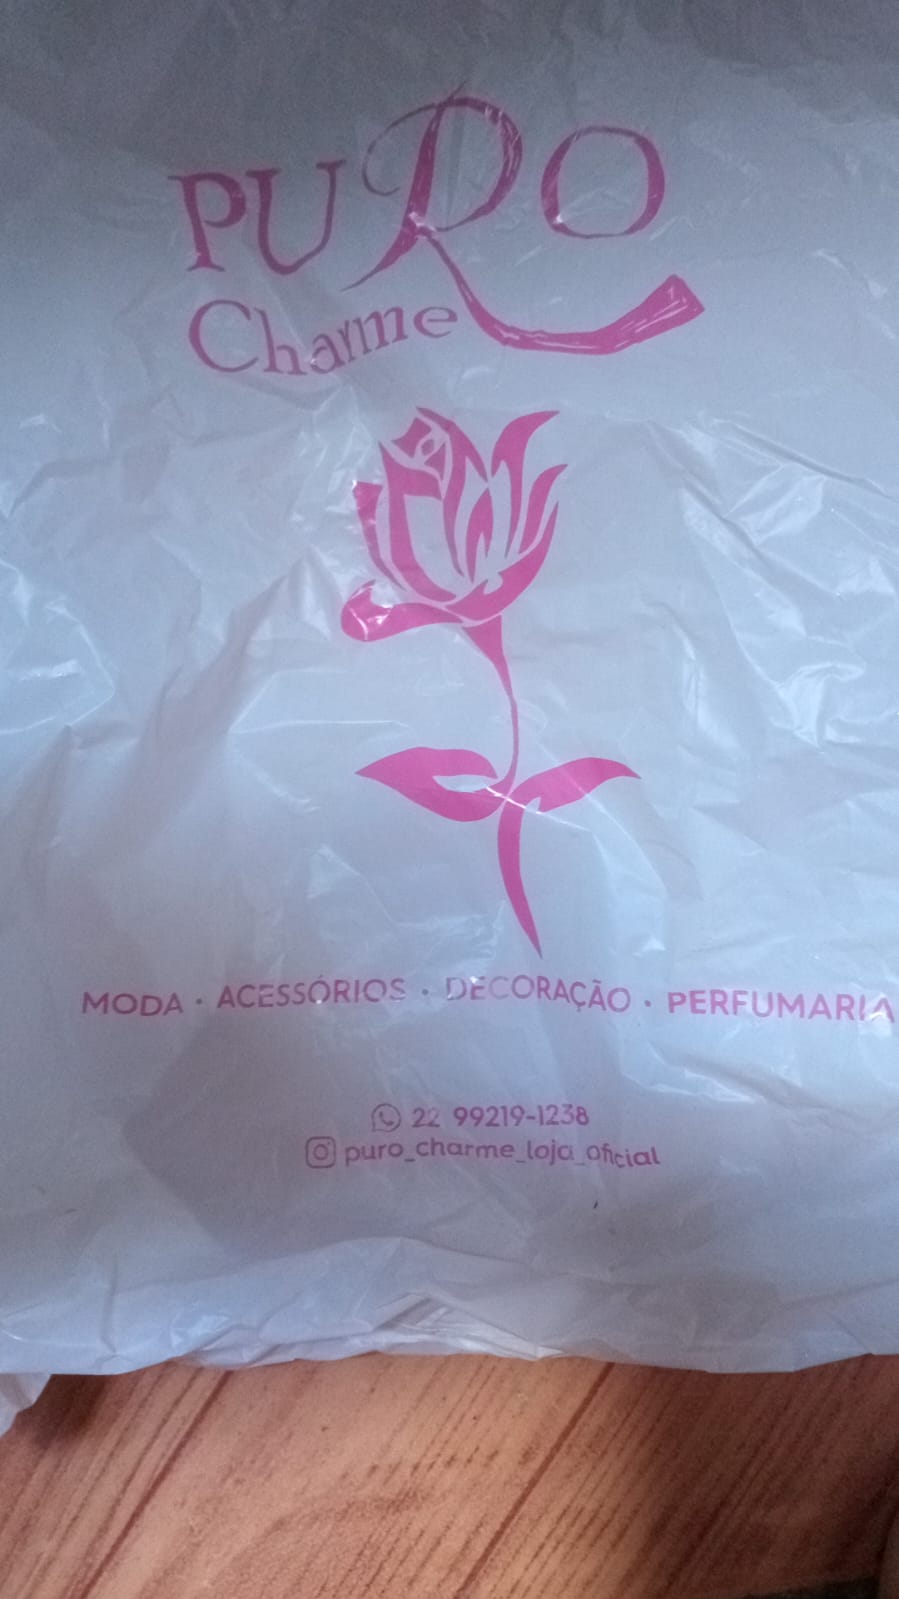 PURO
Charme
MODA · ACESSÓRIOS · DECORAÇÃO · PERFUMARIA
22 99219-1238
puro_charme_loja_oficial